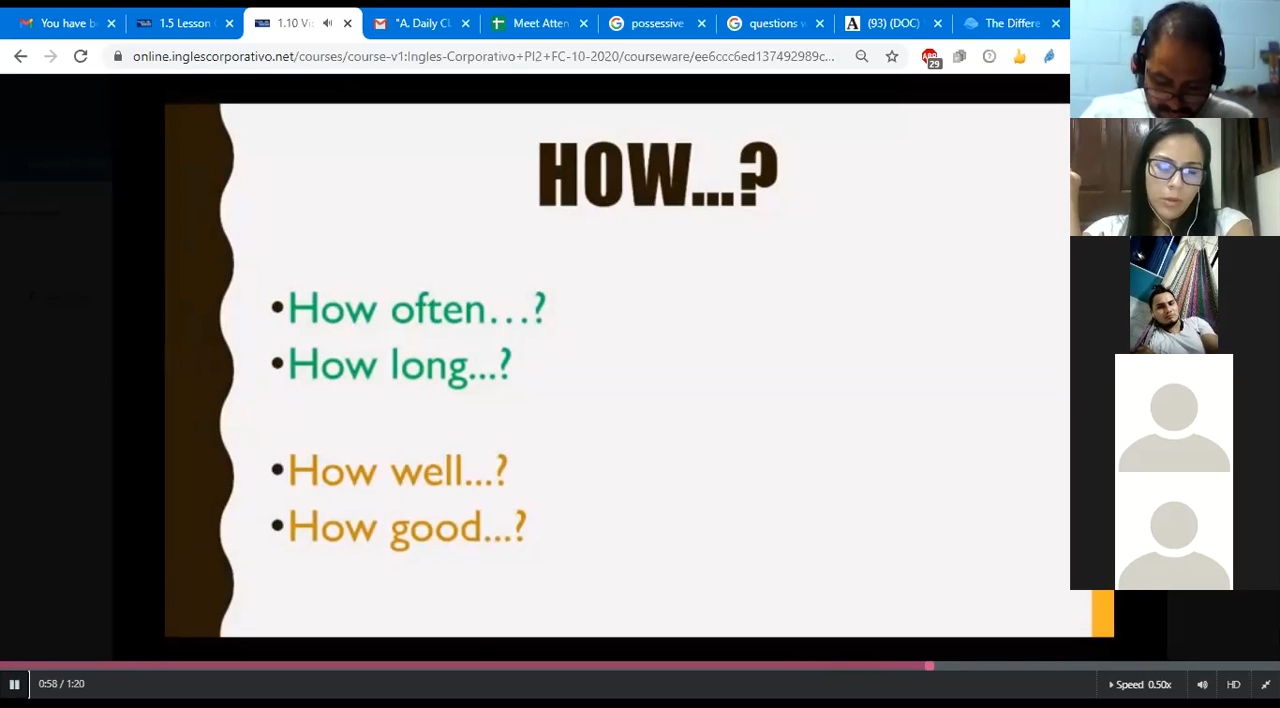 You have b
1.5 Lesson
1.10 Vi
"A. Daily Cl
Meet Atten
possessive
questions w
(93) (DOC)
The Differe
online.inglescorporativo.net/courses/course-v1:Ingles-Corporativo+PI2+FC-10-2020/courseware/ee6ccc6ed137492989c...
29
HOW...?
•How often...?
•How long...?
•How well...?
•How good...?
0:58 / 1:20
Speed 0.50x
HD